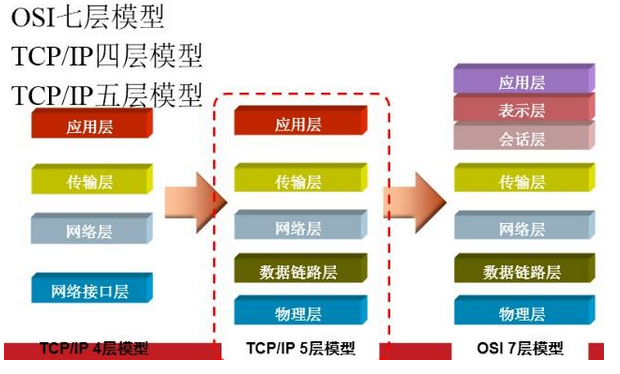 OSI七层模型
TCP/IP四层模型
TCP/IP五层模型
应用层
传输层
网络层
网络接口层
TCP/IP 4层模型
应用层
传输层
网络层
数据链路层
物理层
TCP/IP 5层模型
应用层
表示层
会话层
传输层
网络层
数据链路层
物理层
OSI 7层模型